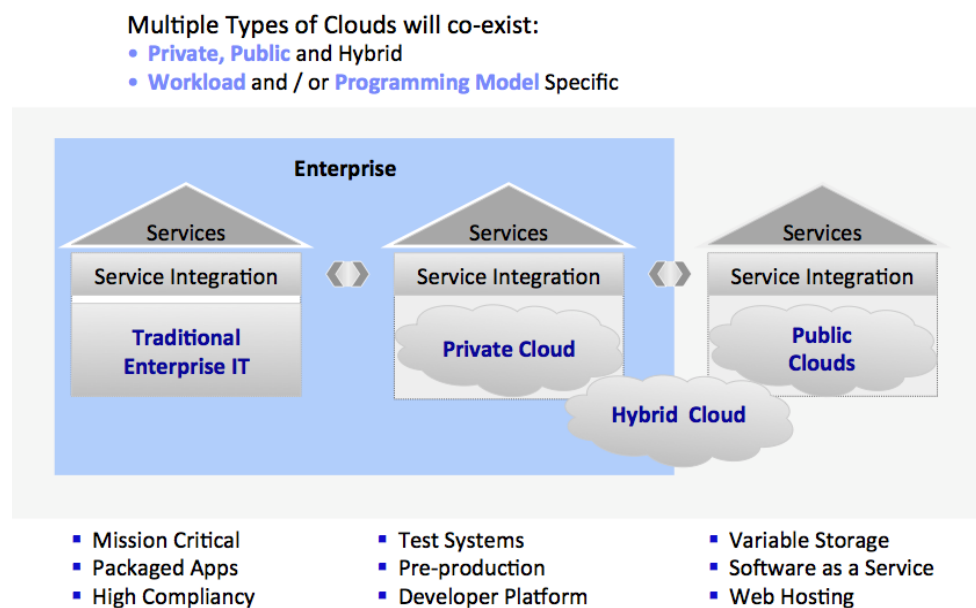 Multiple Types of Clouds will co-exist:
• Private, Public and Hybrid
• Workload and / or Programming Model Specific
Enterprise
Services
Services
Services
Service Integration
Service Integration
Service Integration
Traditional
Enterprise IT
Private Cloud
Public
Clouds
Hybrid Cloud
▪ Mission Critical
▪ Packaged Apps
▪ High Compliancy
▪ Test Systems
▪ Pre-production
▪ Developer Platform
▪ Variable Storage
▪ Software as a Service
▪ Web Hosting